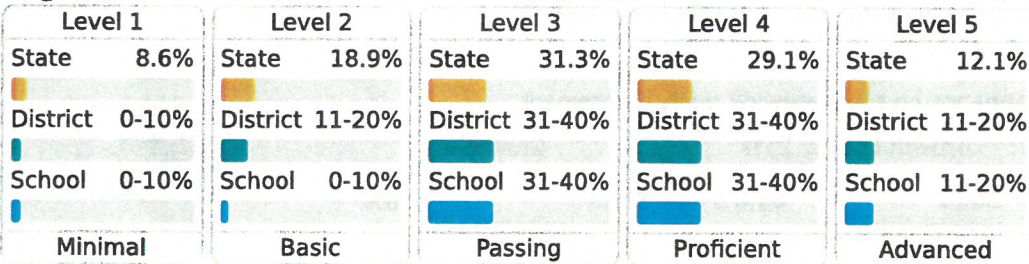 Level 1 Level 2 Level 3 Level 4 Level 5
State 8.6% State 18.9% State 31.3% State 29.1% State 12.1%
District 0-10% District 11-20% District 31-40% District 31-40% District 11-20%
School 0-10% School 0-10% School 31-40% School 31-40% School 11-20%
Minimal Basic Passing Proficient Advanced